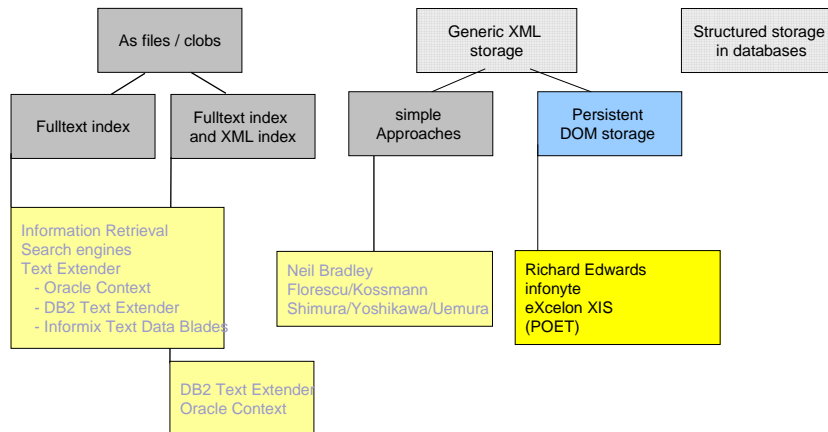 As files / clobs
Generic XML
storage
Structured storage
in databases
Fulltext index
Fulltext index
and XML index
simple
Approaches
Persistent
DOM storage
Information Retrieval
Search engines
Text Extender
- Oracle Context
- DB2 Text Extender
- Informix Text Data Blades
Neil Bradley
Florescu/Kossmann
Shimura/Yoshikawa/Uemura
Richard Edwards
infonyte
eXcelon XIS
(POET)
DB2 Text Extender
Oracle Context